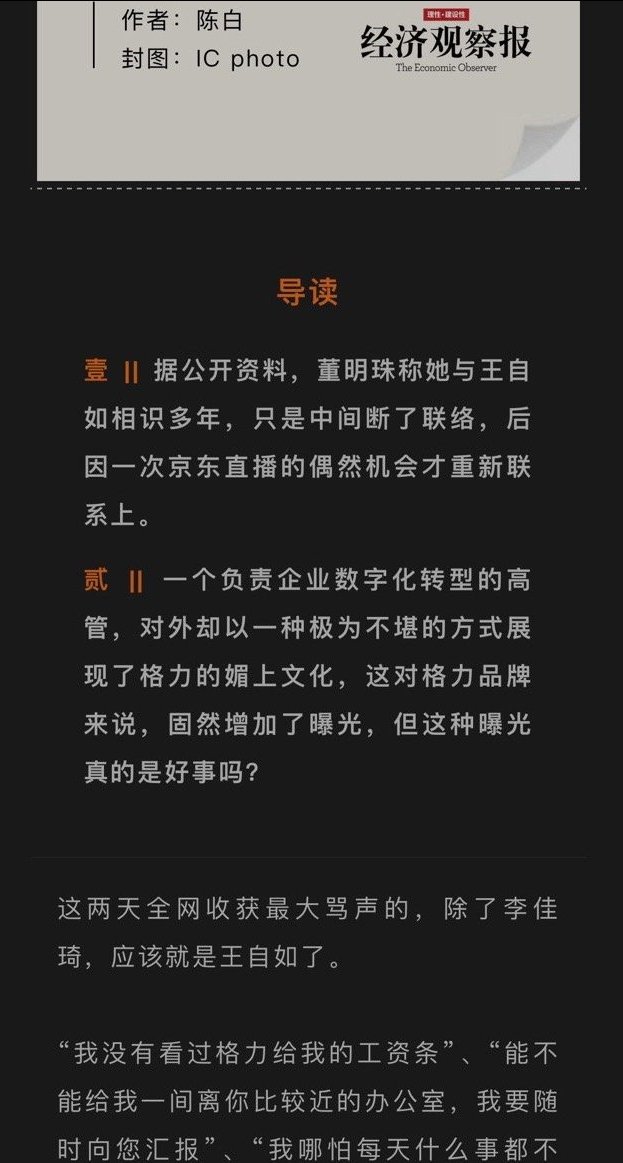 作者：陈白
封图：IC photo
理性·建设性
经济观察报
The Economic Observer
导读
壹 || 据公开资料，董明珠称她与王自
如相识多年，只是中间断了联络，后
因一次京东直播的偶然机会才重新联
系上。
贰 || 一个负责企业数字化转型的高
管，对外却以一种极为不堪的方式展
现了格力的媚上文化，这对格力品牌
来说，固然增加了曝光，但这种曝光
真的是好事吗？
这两天全网收获最大骂声的，除了李佳
琦，应该就是王自如了。
“我没有看过格力给我的工资条”、“能不
能给我一间离你比较近的办公室，我要随
时向您汇报”、“我哪怕每天什么事都不